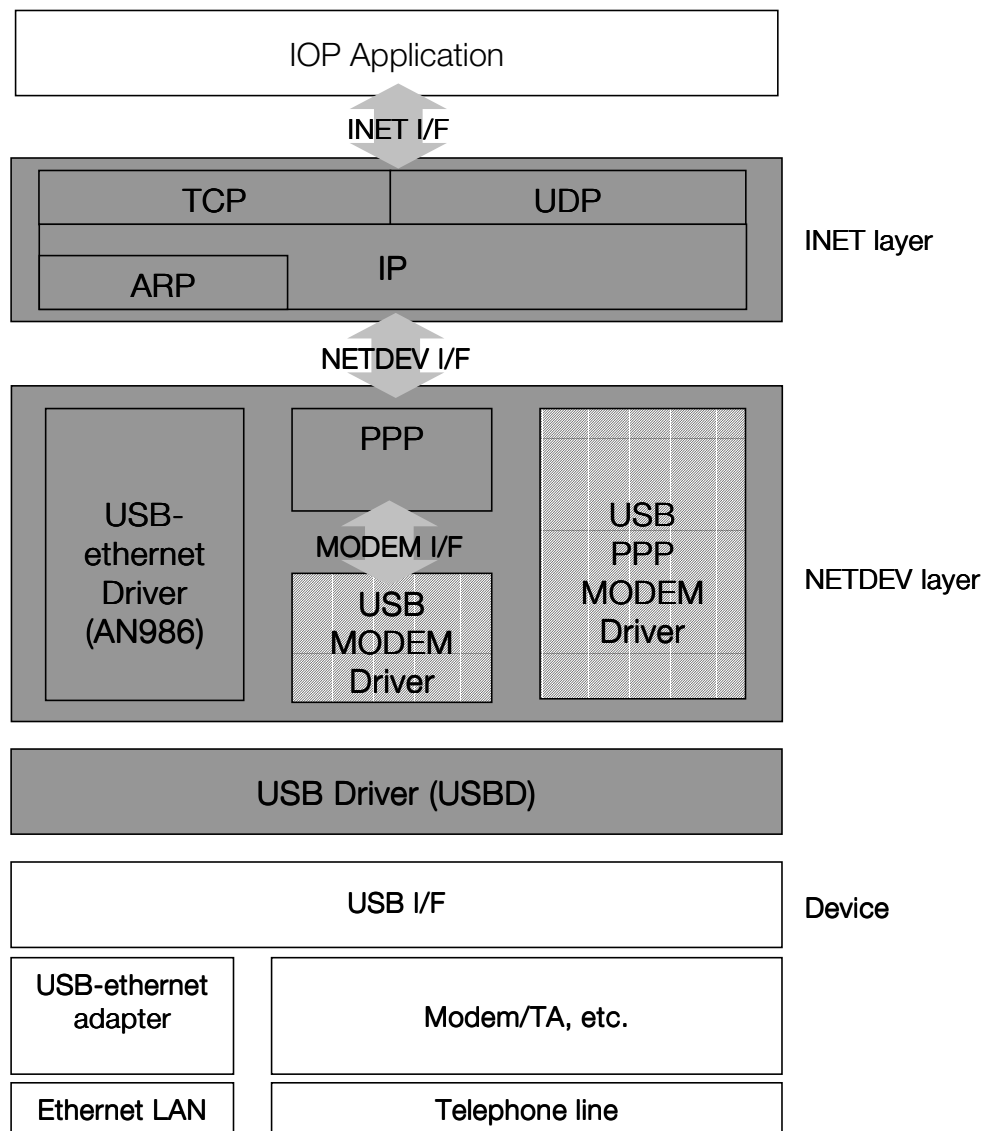 IOP Application
INET I/F
TCP
UDP
INET layer
IP
ARP
NETDEV I/F
USB-
ethernet
Driver
(AN986)
PPP
MODEM I/F
USB
MODEM
Driver
USB
PPP
MODEM
Driver
NETDEV layer
USB Driver (USBD)
USB I/F
Device
USB-ethernet
adapter
Modem/TA, etc.
Ethernet LAN
Telephone line